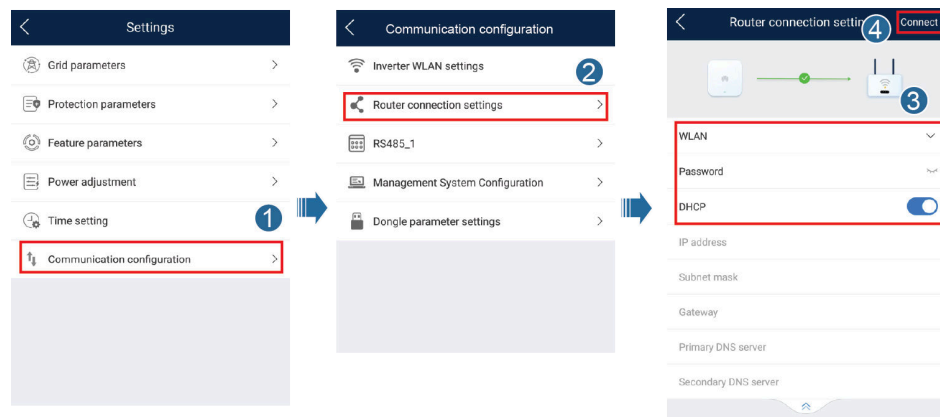 Settings
Grid parameters
Protection parameters
Feature parameters
Power adjustment
Time setting
1
Communication configuration
Communication configuration
Inverter WLAN settings
2
Router connection settings
RS485_1
Management System Configuration
Dongle parameter settings
Router connection settin
4
Connect
3
WLAN
Password
DHCP
IP address
Subnet mask
Gateway
Primary DNS server
Secondary DNS server